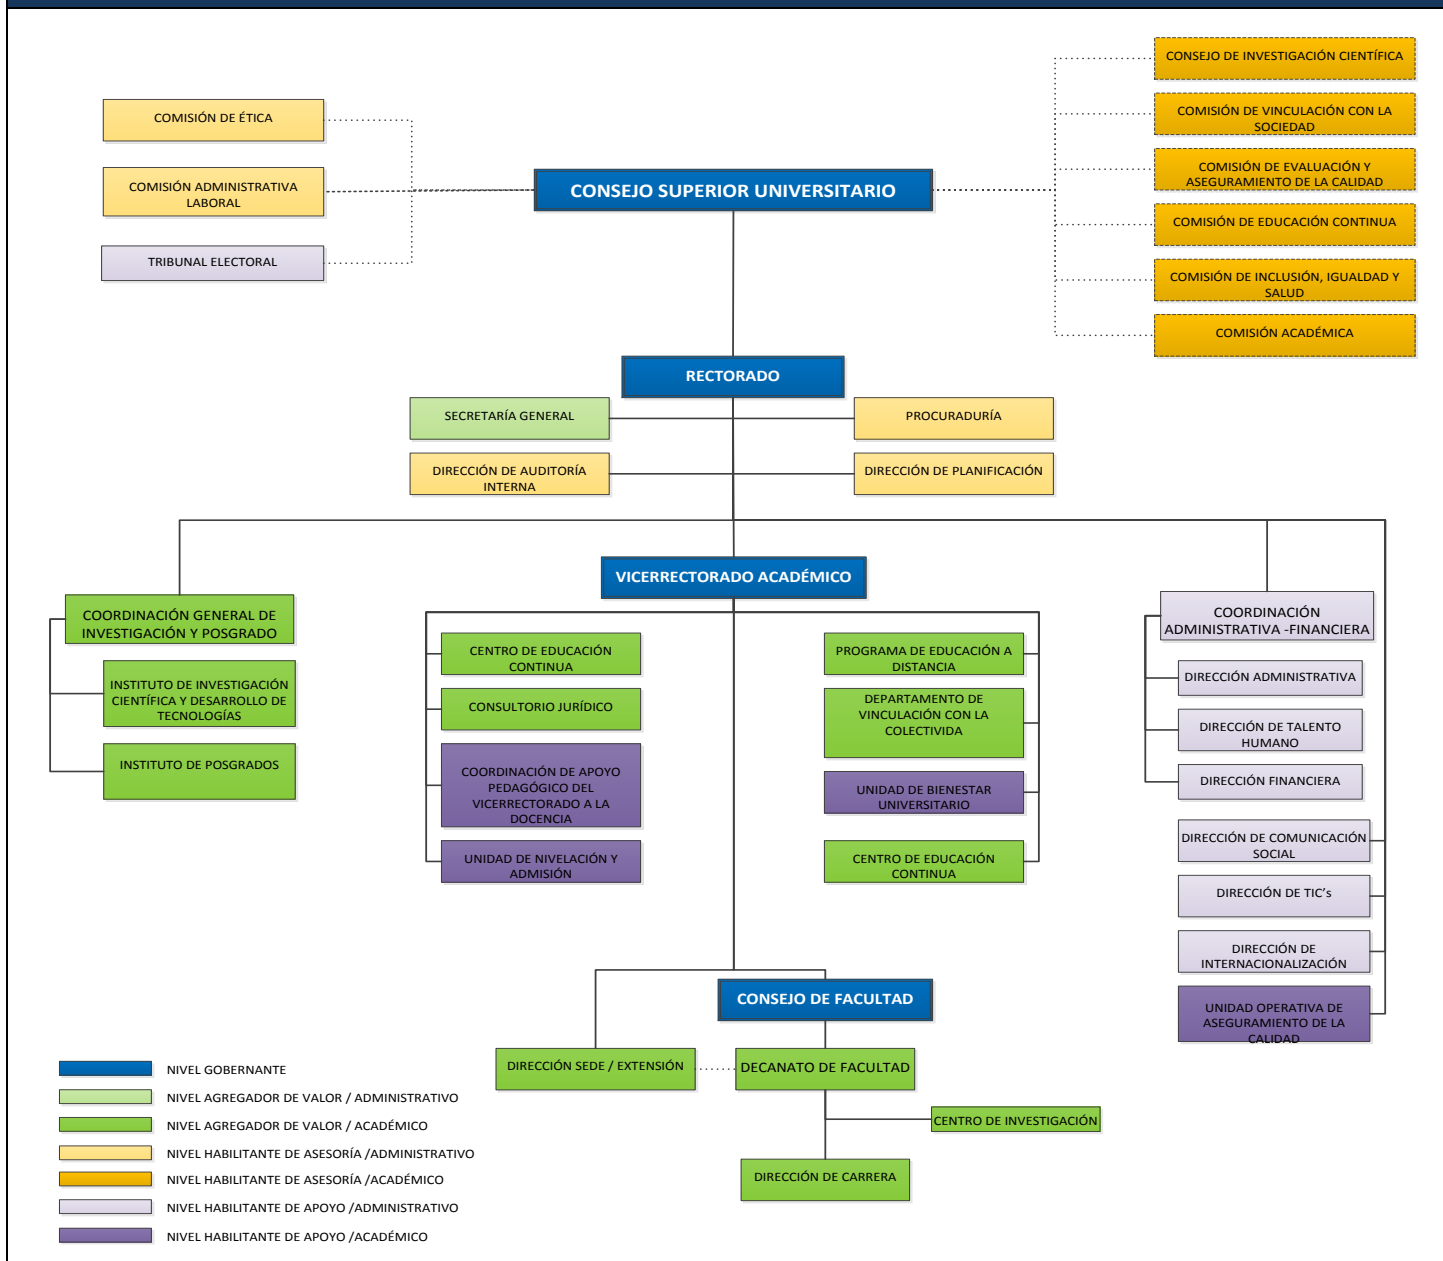 CONSEJO DE INVESTIGACIÓN CIENTÍFICA
COMISIÓN DE VINCULACIÓN CON LA
SOCIEDAD
COMISIÓN DE EVALUACIÓN Y
ASEGURAMIENTO DE LA CALIDAD
COMISIÓN DE EDUCACIÓN CONTINUA
COMISIÓN DE INCLUSIÓN, IGUALDAD Y
SALUD
COMISIÓN ACADÉMICA
COMISIÓN DE ÉTICA
COMISIÓN ADMINISTRATIVA
LABORAL
TRIBUNAL ELECTORAL
CONSEJO SUPERIOR UNIVERSITARIO
RECTORADO
SECRETARÍA GENERAL
PROCURADURÍA
DIRECCIÓN DE AUDITORÍA
INTERNA
DIRECCIÓN DE PLANIFICACIÓN
VICERRECTORADO ACADÉMICO
COORDINACIÓN GENERAL DE
INVESTIGACIÓN Y POSGRADO
INSTITUTO DE INVESTIGACIÓN
CIENTÍFICA Y DESARROLLO DE
TECNOLOGÍAS
INSTITUTO DE POSGRADOS
CENTRO DE EDUCACIÓN
CONTINUA
CONSULTORIO JURÍDICO
COORDINACIÓN DE APOYO
PEDAGÓGICO DEL
VICERRECTORADO A LA
DOCENCIA
UNIDAD DE NIVELACIÓN Y
ADMISIÓN
PROGRAMA DE EDUCACIÓN A
DISTANCIA
DEPARTAMENTO DE
VINCULACIÓN CON LA
COLECTIVIDA
UNIDAD DE BIENESTAR
UNIVERSITARIO
CENTRO DE EDUCACIÓN
CONTINUA
COORDINACIÓN
ADMINISTRATIVA -FINANCIERA
DIRECCIÓN ADMINISTRATIVA
DIRECCIÓN DE TALENTO
HUMANO
DIRECCIÓN FINANCIERA
DIRECCIÓN DE COMUNICACIÓN
SOCIAL
DIRECCIÓN DE TIC's
DIRECCIÓN DE
INTERNACIONALIZACIÓN
UNIDAD OPERATIVA DE
ASEGURAMIENTO DE LA
CALIDAD
CONSEJO DE FACULTAD
DIRECCIÓN SEDE / EXTENSIÓN
DECANATO DE FACULTAD
CENTRO DE INVESTIGACIÓN
DIRECCIÓN DE CARRERA
NIVEL GOBERNANTE
NIVEL AGREGADOR DE VALOR / ADMINISTRATIVO
NIVEL AGREGADOR DE VALOR / ACADÉMICO
NIVEL HABILITANTE DE ASESORÍA /ADMINISTRATIVO
NIVEL HABILITANTE DE ASESORÍA /ACADÉMICO
NIVEL HABILITANTE DE APOYO /ADMINISTRATIVO
NIVEL HABILITANTE DE APOYO /ACADÉMICO